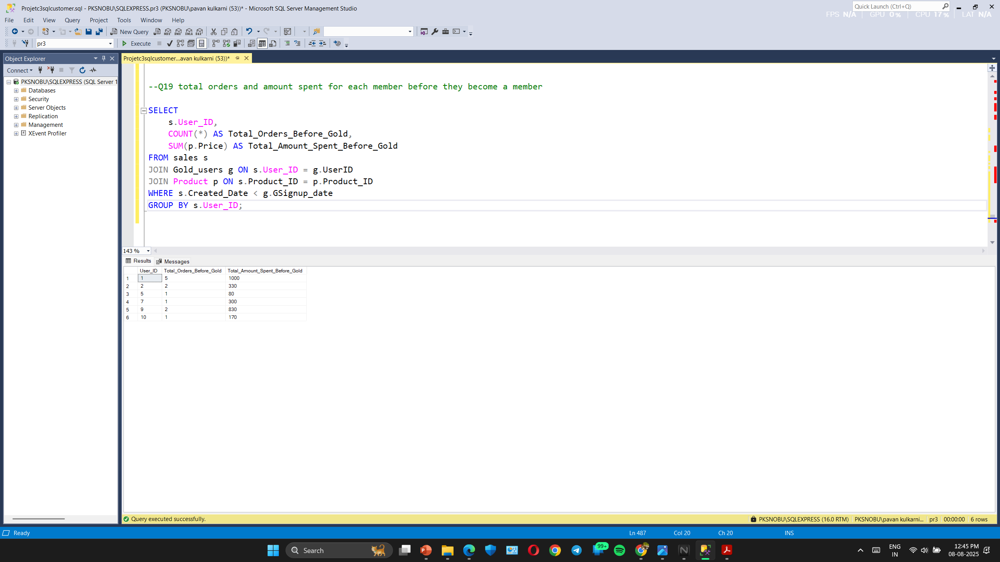 Projetc3sqlcustomer.sql - PKSNOBU\SQLEXPRESS.pr3 (PKSNOBU\pavan kulkarni (53))* - Microsoft SQL Server Management Studio
Quick Launch (Ctrl+Q)
FPS N/A GPU 0% CPU 17% LAT N/A
File Edit View Query Project Tools Window Help
New Query
MDX DMX XMLA DAX
pr3
Execute
Object Explorer
Projetc3sqlcustomer...avan kulkarni (53))*
Connect
PKSNOBU\SQLEXPRESS (SQL Server 1
Databases
Security
Server Objects
Replication
Management
XEvent Profiler
--Q19 total orders and amount spent for each member before they become a member
SELECT
s.User_ID,
COUNT(*) AS Total_Orders_Before_Gold,
SUM(p.Price) AS Total_Amount_Spent_Before_Gold
FROM sales s
JOIN Gold_users g ON s.User_ID = g.UserID
JOIN Product p ON s.Product_ID = p.Product_ID
WHERE s.Created_Date < g.GSignup_date
GROUP BY s.User_ID;
143 %
Results Messages
User_ID Total_Orders_Before_Gold Total_Amount_Spent_Before_Gold
1 1 5 1000
2 2 2 330
3 5 1 80
4 7 1 300
5 9 2 830
6 10 1 170
Query executed successfully.
PKSNOBU\SQLEXPRESS (16.0 RTM) PKSNOBU\pavan kulkarni... pr3 00:00:00 6 rows
Ready
Ln 487 Col 20 Ch 20 INS
Search
99+
ENG
IN
12:45 PM
08-08-2025